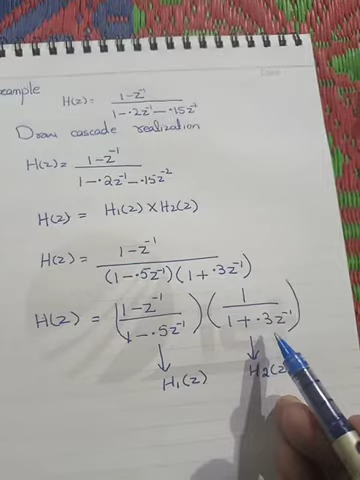 example
H(z) = (1 - z⁻¹) / (1 - .2z⁻¹ - .15z⁻²)
Draw cascade realization
H(z) = (1 - z⁻¹) / (1 - .2z⁻¹ - .15z⁻²)
H(z) = H₁(z) × H₂(z)
H(z) = (1 - z⁻¹) / ((1 - .5z⁻¹)(1 + .3z⁻¹))
H(z) = ((1 - z⁻¹) / (1 - .5z⁻¹)) (1 / (1 + .3z⁻¹))
↓ ↓
H₁(z) H₂(z)